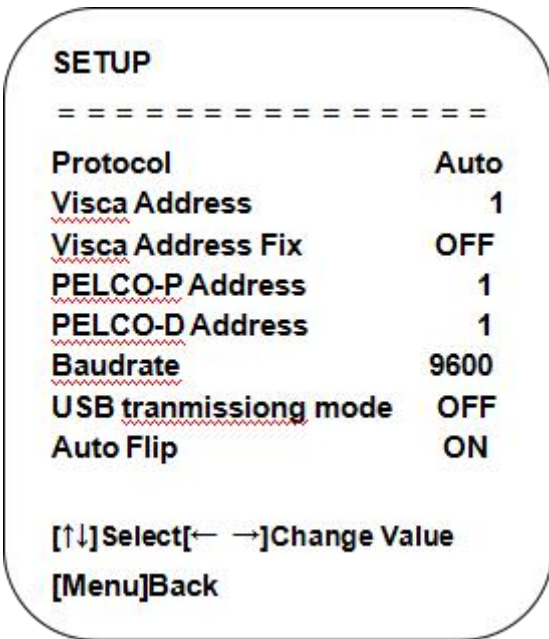 SETUP
= = = = = = = = = = = = = = =
Protocol Auto
Visca Address 1
Visca Address Fix OFF
PELCO-P Address 1
PELCO-D Address 1
Baudrate 9600
USB tranmissiong mode OFF
Auto Flip ON
[↑↓]Select[← →]Change Value
[Menu]Back